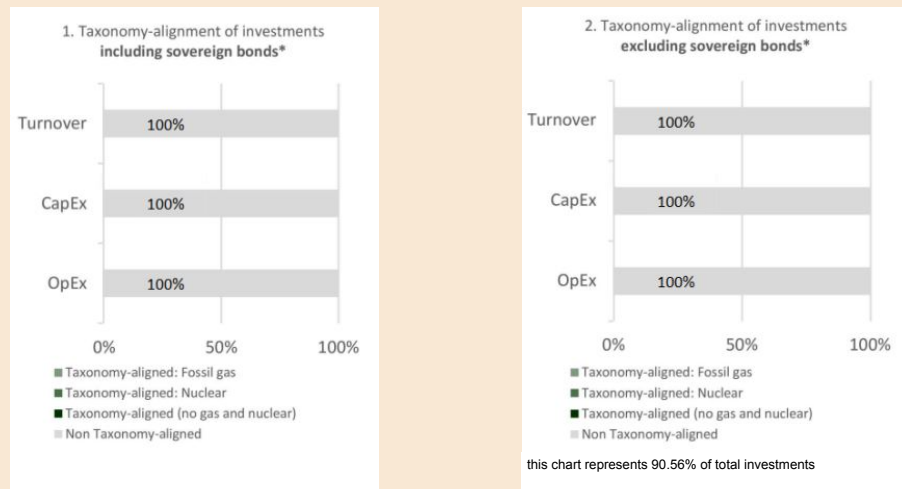 1. Taxonomy-alignment of investments
including sovereign bonds*
Turnover
100%
CapEx
100%
OpEx
100%
0%
50%
100%
Taxonomy-aligned: Fossil gas
Taxonomy-aligned: Nuclear
Taxonomy-aligned (no gas and nuclear)
Non Taxonomy-aligned
2. Taxonomy-alignment of investments
excluding sovereign bonds*
Turnover
100%
CapEx
100%
OpEx
100%
0%
50%
100%
Taxonomy-aligned: Fossil gas
Taxonomy-aligned: Nuclear
Taxonomy-aligned (no gas and nuclear)
Non Taxonomy-aligned
this chart represents 90.56% of total investments